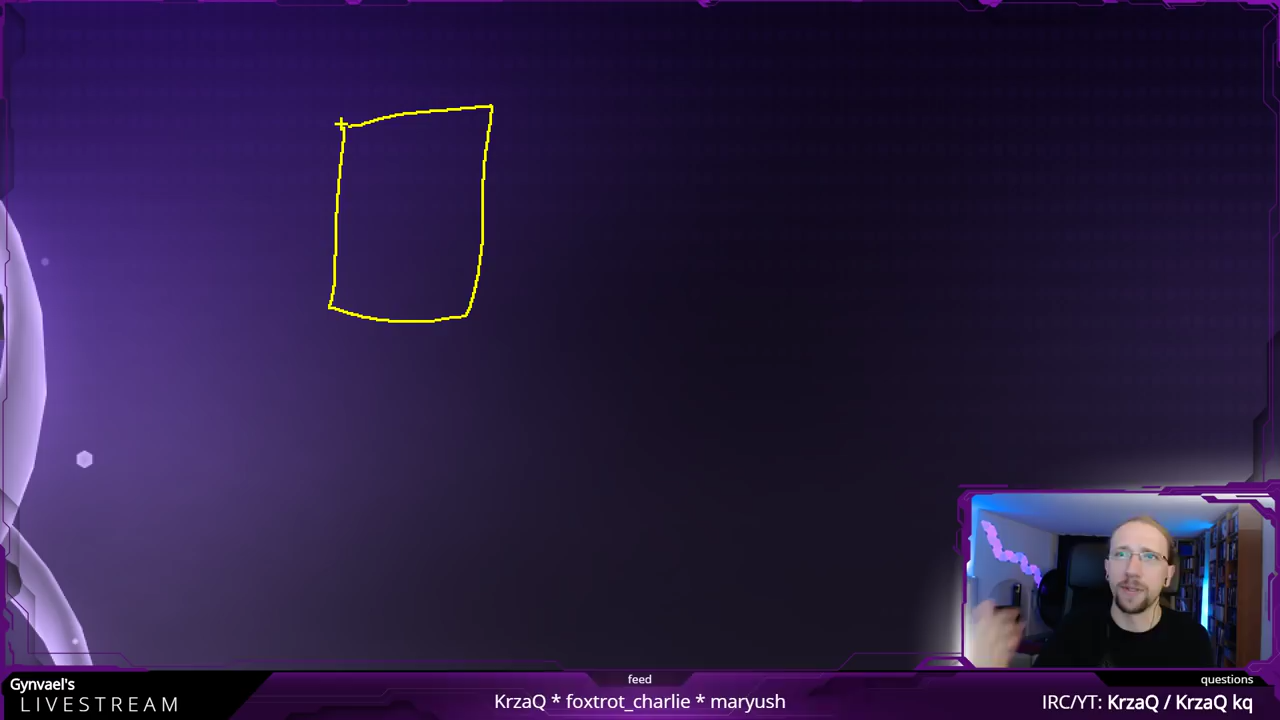 Gynvael's
LIVESTREAM
feed
KrzaQ * foxtrot_charlie * maryush
questions
IRC/YT: KrzaQ / KrzaQ kq